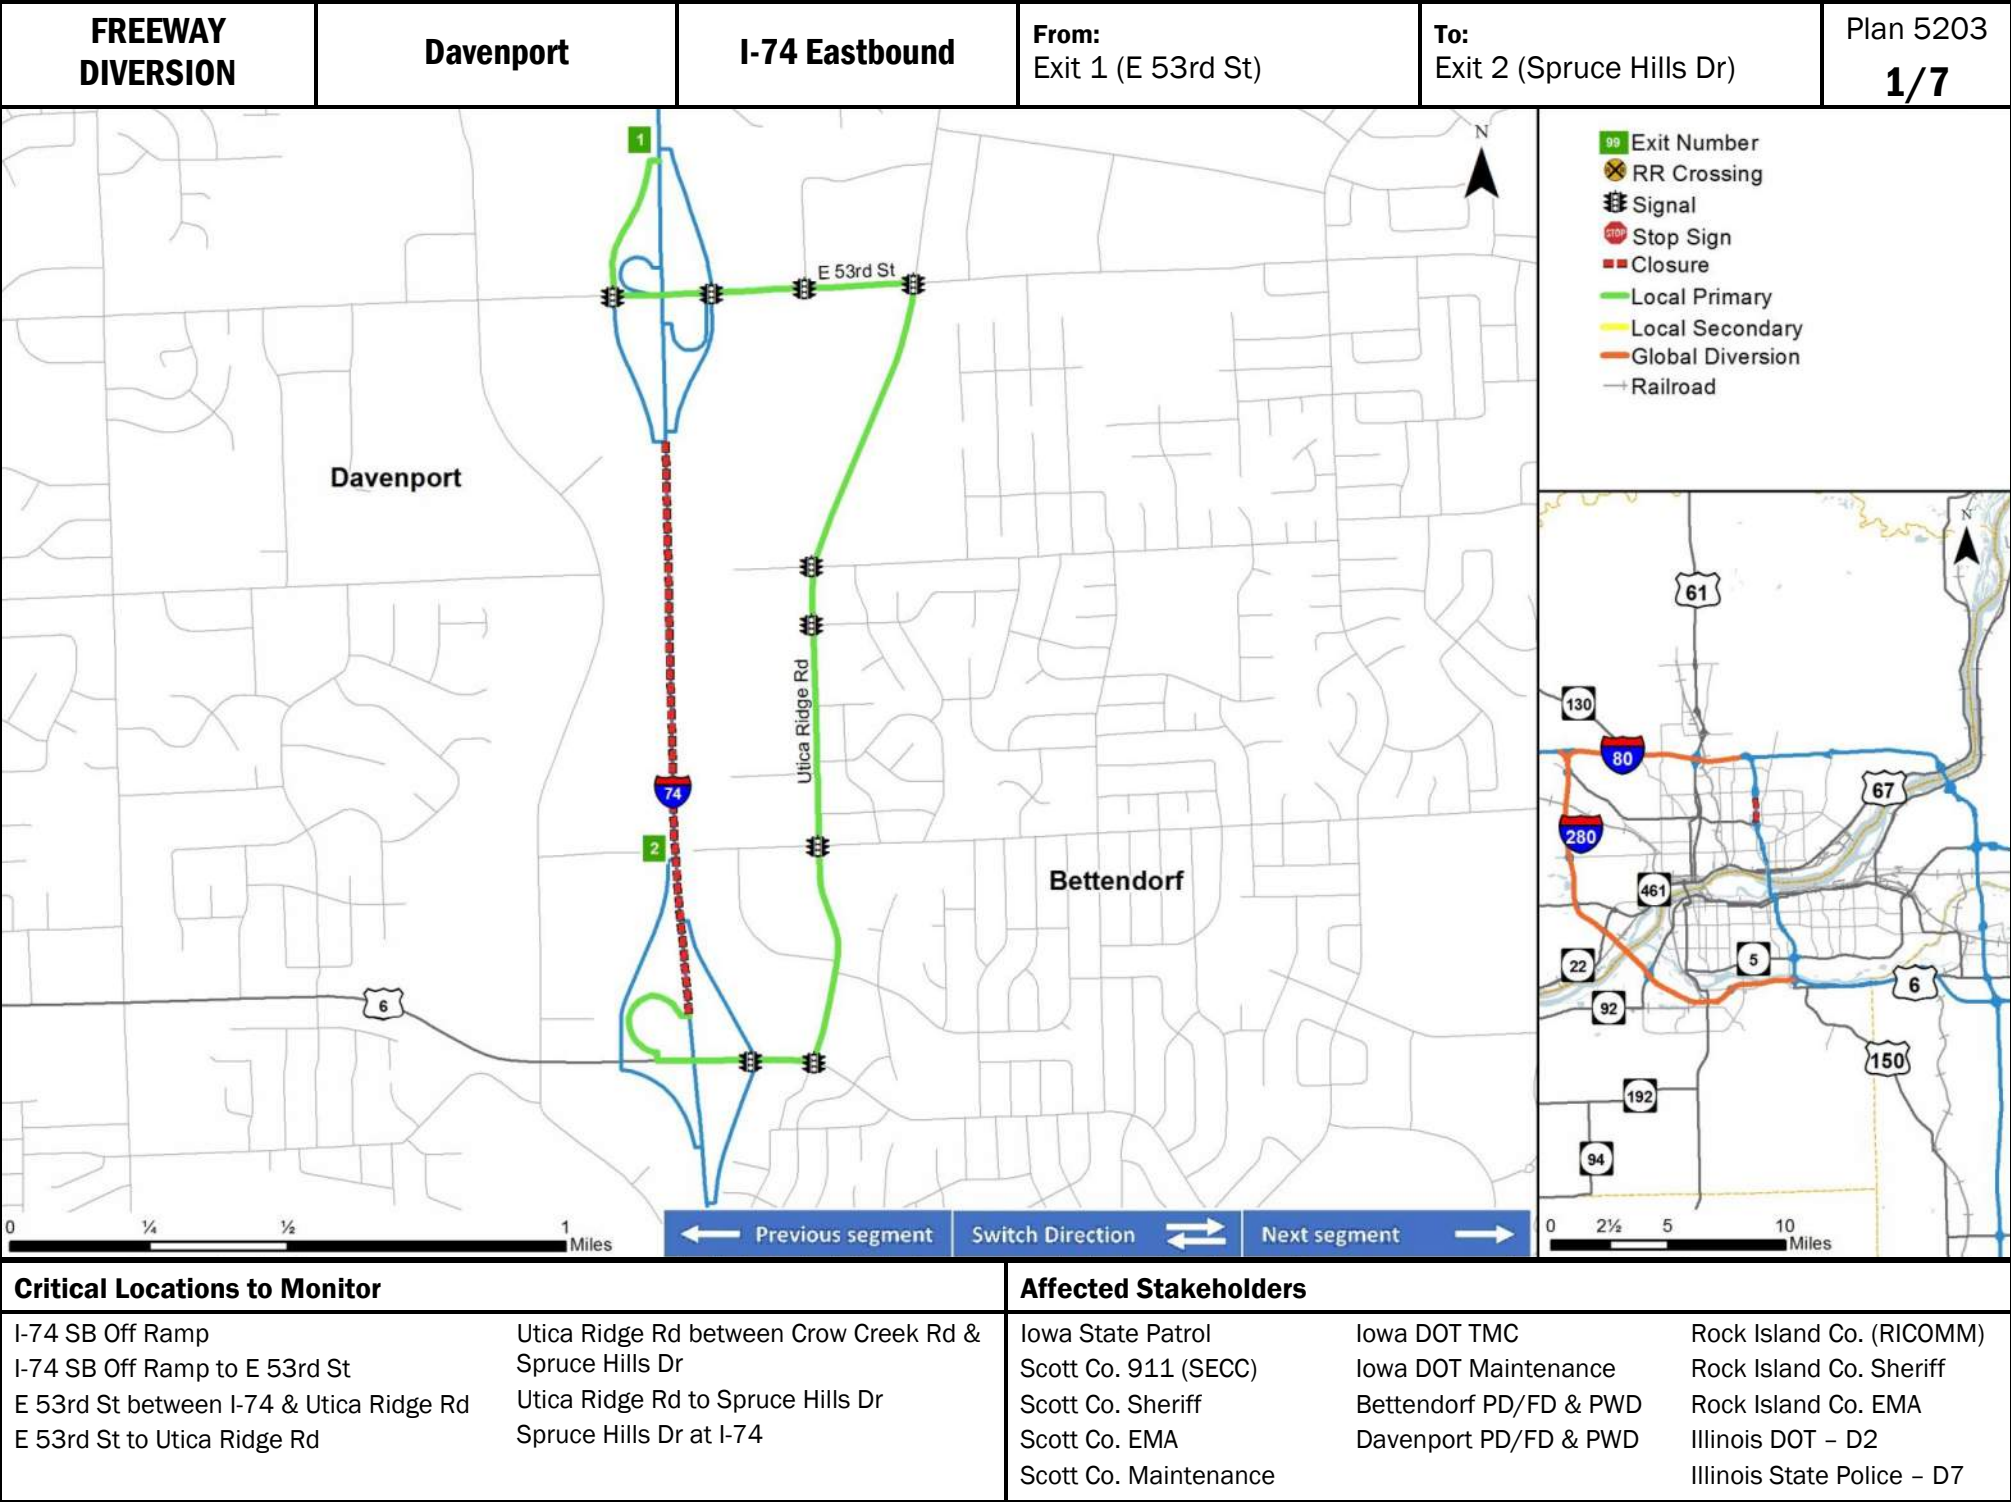 FREEWAY
DIVERSION
Davenport
I-74 Eastbound
From:
Exit 1 (E 53rd St)
To:
Exit 2 (Spruce Hills Dr)
Plan 5203
1/7
1
N
E 53rd St
Davenport
Utica Ridge Rd
74
2
Bettendorf
6
0
¼
½
1
Miles
Previous segment
Switch Direction
Next segment
99 Exit Number
RR Crossing
Signal
STOP Stop Sign
Closure
Local Primary
Local Secondary
Global Diversion
Railroad
N
61
130
80
67
280
461
22
5
6
92
150
192
94
0
2½
5
10
Miles
Critical Locations to Monitor
I-74 SB Off Ramp
I-74 SB Off Ramp to E 53rd St
E 53rd St between I-74 & Utica Ridge Rd
E 53rd St to Utica Ridge Rd
Utica Ridge Rd between Crow Creek Rd &
Spruce Hills Dr
Utica Ridge Rd to Spruce Hills Dr
Spruce Hills Dr at I-74
Affected Stakeholders
Iowa State Patrol
Scott Co. 911 (SECC)
Scott Co. Sheriff
Scott Co. EMA
Scott Co. Maintenance
Iowa DOT TMC
Iowa DOT Maintenance
Bettendorf PD/FD & PWD
Davenport PD/FD & PWD
Rock Island Co. (RICOMM)
Rock Island Co. Sheriff
Rock Island Co. EMA
Illinois DOT – D2
Illinois State Police – D7